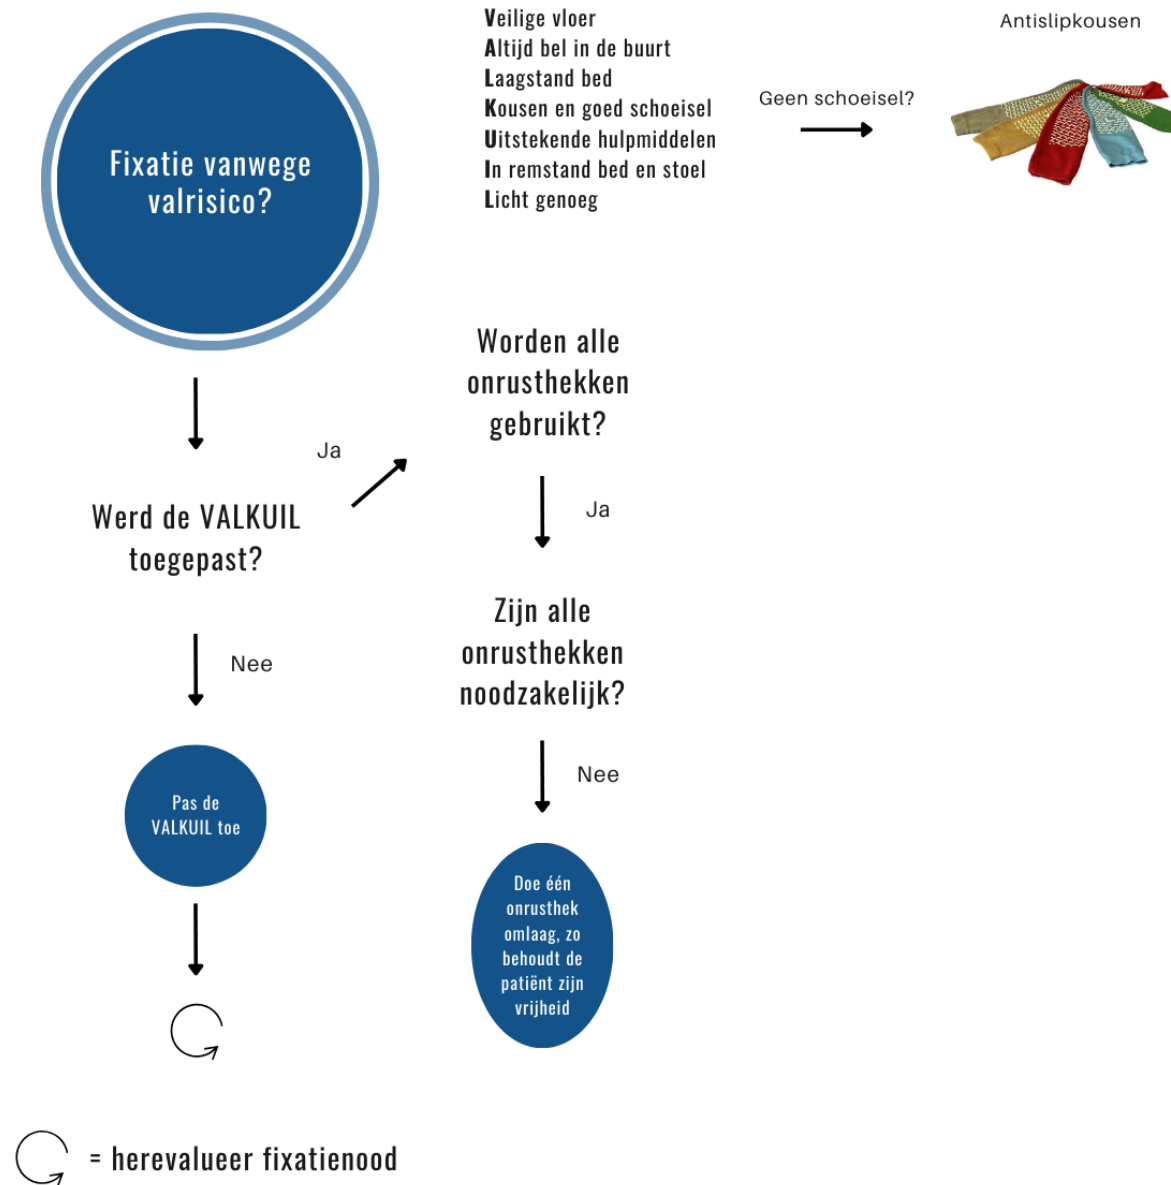 Fixatie vanwege
valrisico?
Veilige vloer
Altijd bel in de buurt
Laagstand bed
Kousen en goed schoeisel
Uitstekende hulpmiddelen
In remstand bed en stoel
Licht genoeg
Geen schoeisel?
Antislipkousen
Werd de VALKUIL
toegepast?
Ja
Nee
Pas de
VALKUIL toe
Worden alle
onrusthekken
gebruikt?
Ja
Zijn alle
onrusthekken
noodzakelijk?
Nee
Doe één
onrusthek
omlaag, zo
behoudt de
patiënt zijn
vrijheid
= herevalueer fixatienood